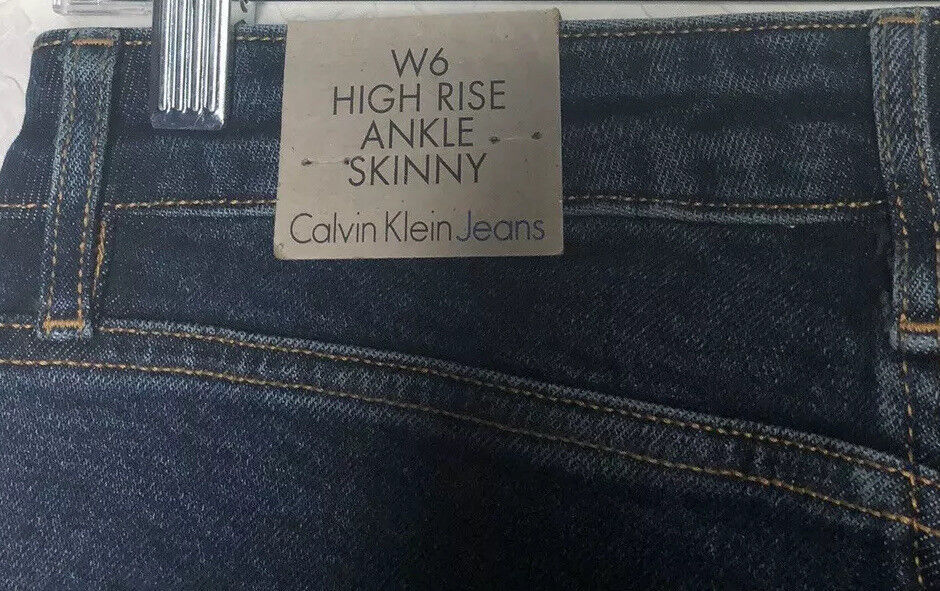 W6
HIGH RISE
ANKLE
SKINNY
Calvin Klein Jeans